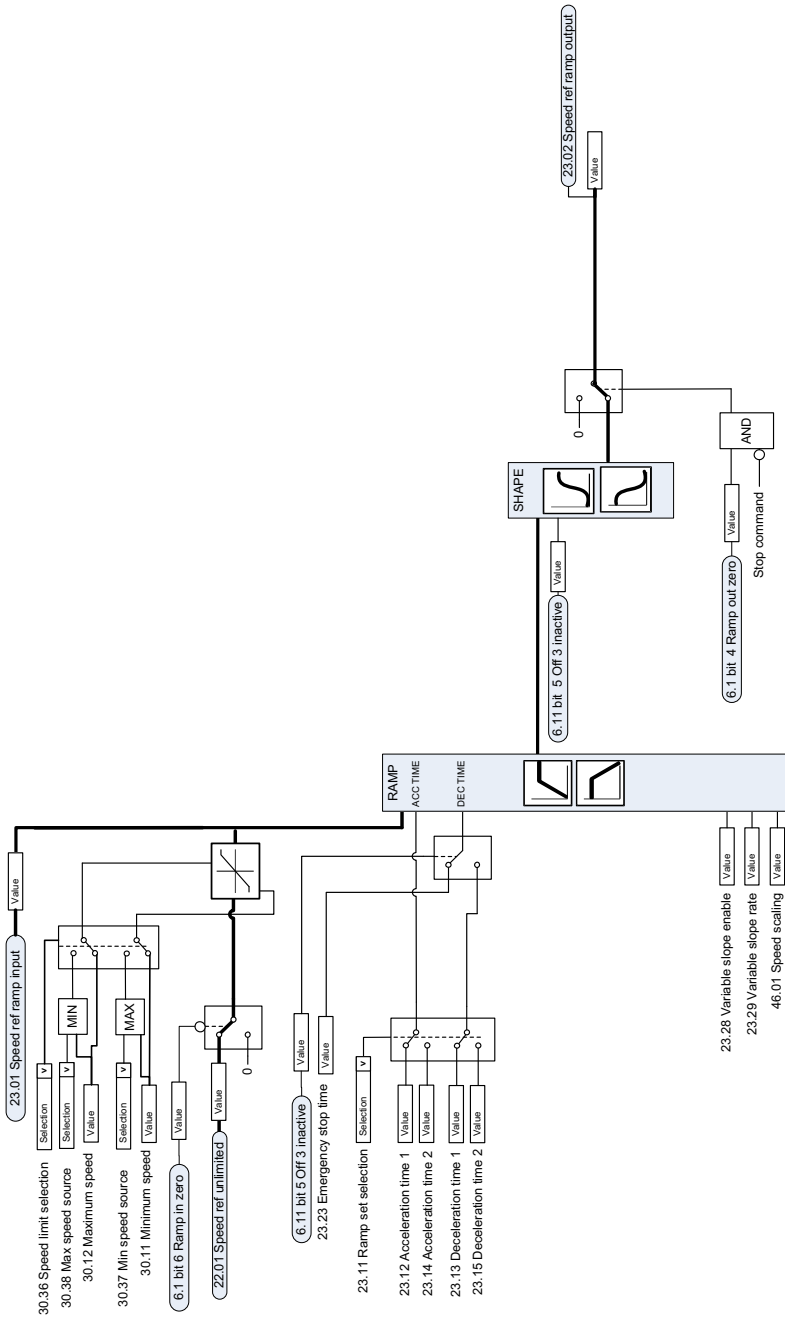 23.01 Speed ref ramp input
Value
30.36 Speed limit selection
Selection
v
30.38 Max speed source
Selection
v
MIN
30.12 Maximum speed
Value
30.37 Min speed source
Selection
v
MAX
30.11 Minimum speed
Value
6.1 bit 6 Ramp in zero
Value
22.01 Speed ref unlimited
Value
0
6.11 bit 5 Off 3 inactive
Value
23.23 Emergency stop time
Value
23.11 Ramp set selection
Selection
v
23.12 Acceleration time 1
Value
23.14 Acceleration time 2
Value
23.13 Deceleration time 1
Value
23.15 Deceleration time 2
Value
RAMP
ACC TIME
DEC TIME
23.28 Variable slope enable
Value
23.29 Variable slope rate
Value
46.01 Speed scaling
Value
SHAPE
6.11 bit 5 Off 3 inactive
Value
0
6.1 bit 4 Ramp out zero
Value
Stop command
AND
23.02 Speed ref ramp output
Value